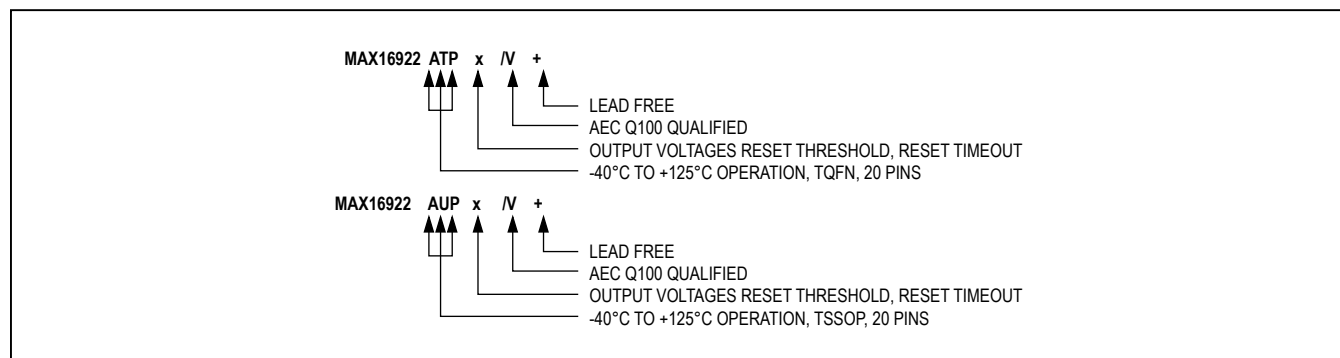 MAX16922 ATP x /V +
LEAD FREE
AEC Q100 QUALIFIED
OUTPUT VOLTAGES RESET THRESHOLD, RESET TIMEOUT
-40°C TO +125°C OPERATION, TQFN, 20 PINS
MAX16922 AUP x /V +
LEAD FREE
AEC Q100 QUALIFIED
OUTPUT VOLTAGES RESET THRESHOLD, RESET TIMEOUT
-40°C TO +125°C OPERATION, TSSOP, 20 PINS